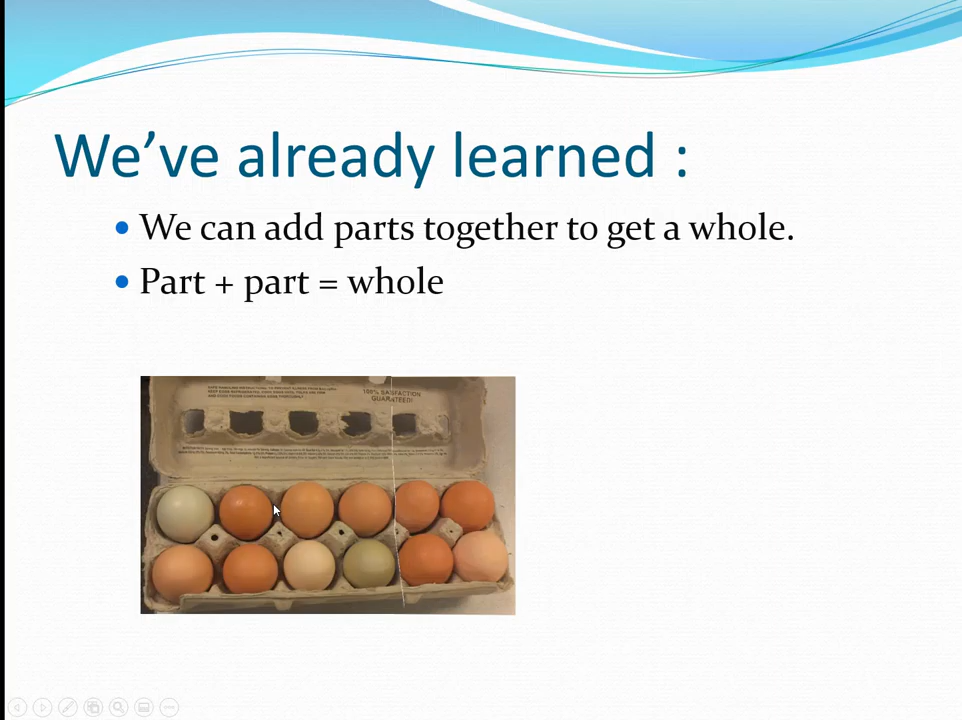 We've already learned :
We can add parts together to get a whole.
Part + part = whole
100% SATISFACTION
GUARANTEED!